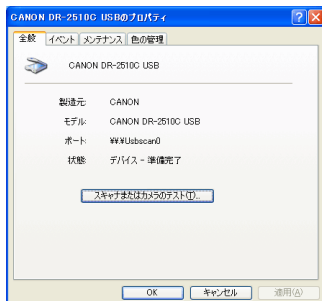 CANON DR-2510C USBのプロパティ
全般 イベント メンテナンス 色の管理
CANON DR-2510C USB
製造元: CANON
モデル: CANON DR-2510C USB
ポート: ¥¥.¥Usbscan0
状態: デバイス - 準備完了
スキャナまたはカメラのテスト(T)...
OK キャンセル 適用(A)